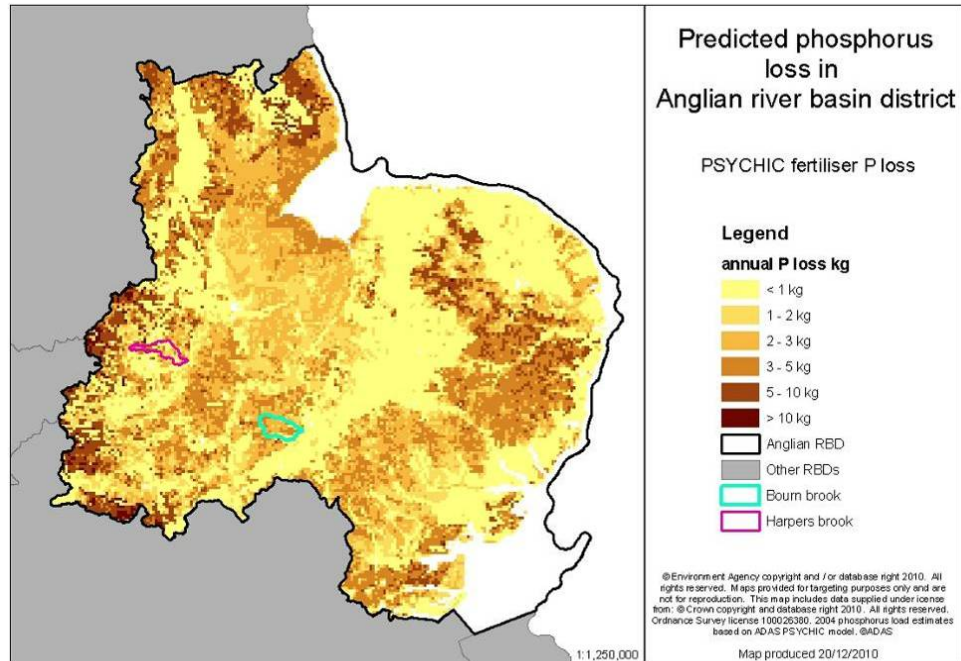 Predicted phosphorus
loss in
Anglian river basin district
PSYCHIC fertiliser P loss
Legend
annual P loss kg
< 1 kg
1 - 2 kg
2 - 3 kg
3 - 5 kg
5 - 10 kg
> 10 kg
Anglian RBD
Other RBDs
Bourn brook
Harpers brook
© Environment Agency copyright and / or database right 2010. All
rights reserved. Maps provided for targeting purposes only and are
not for reproduction. This map includes data supplied under license
from: © Crown copyright and database right 2010. All rights reserved.
Ordnance Survey license 100026380. 2004 phosphorus load estimates
based on ADAS PSYCHIC model. ©ADAS
Map produced 20/12/2010
1:1,250,000